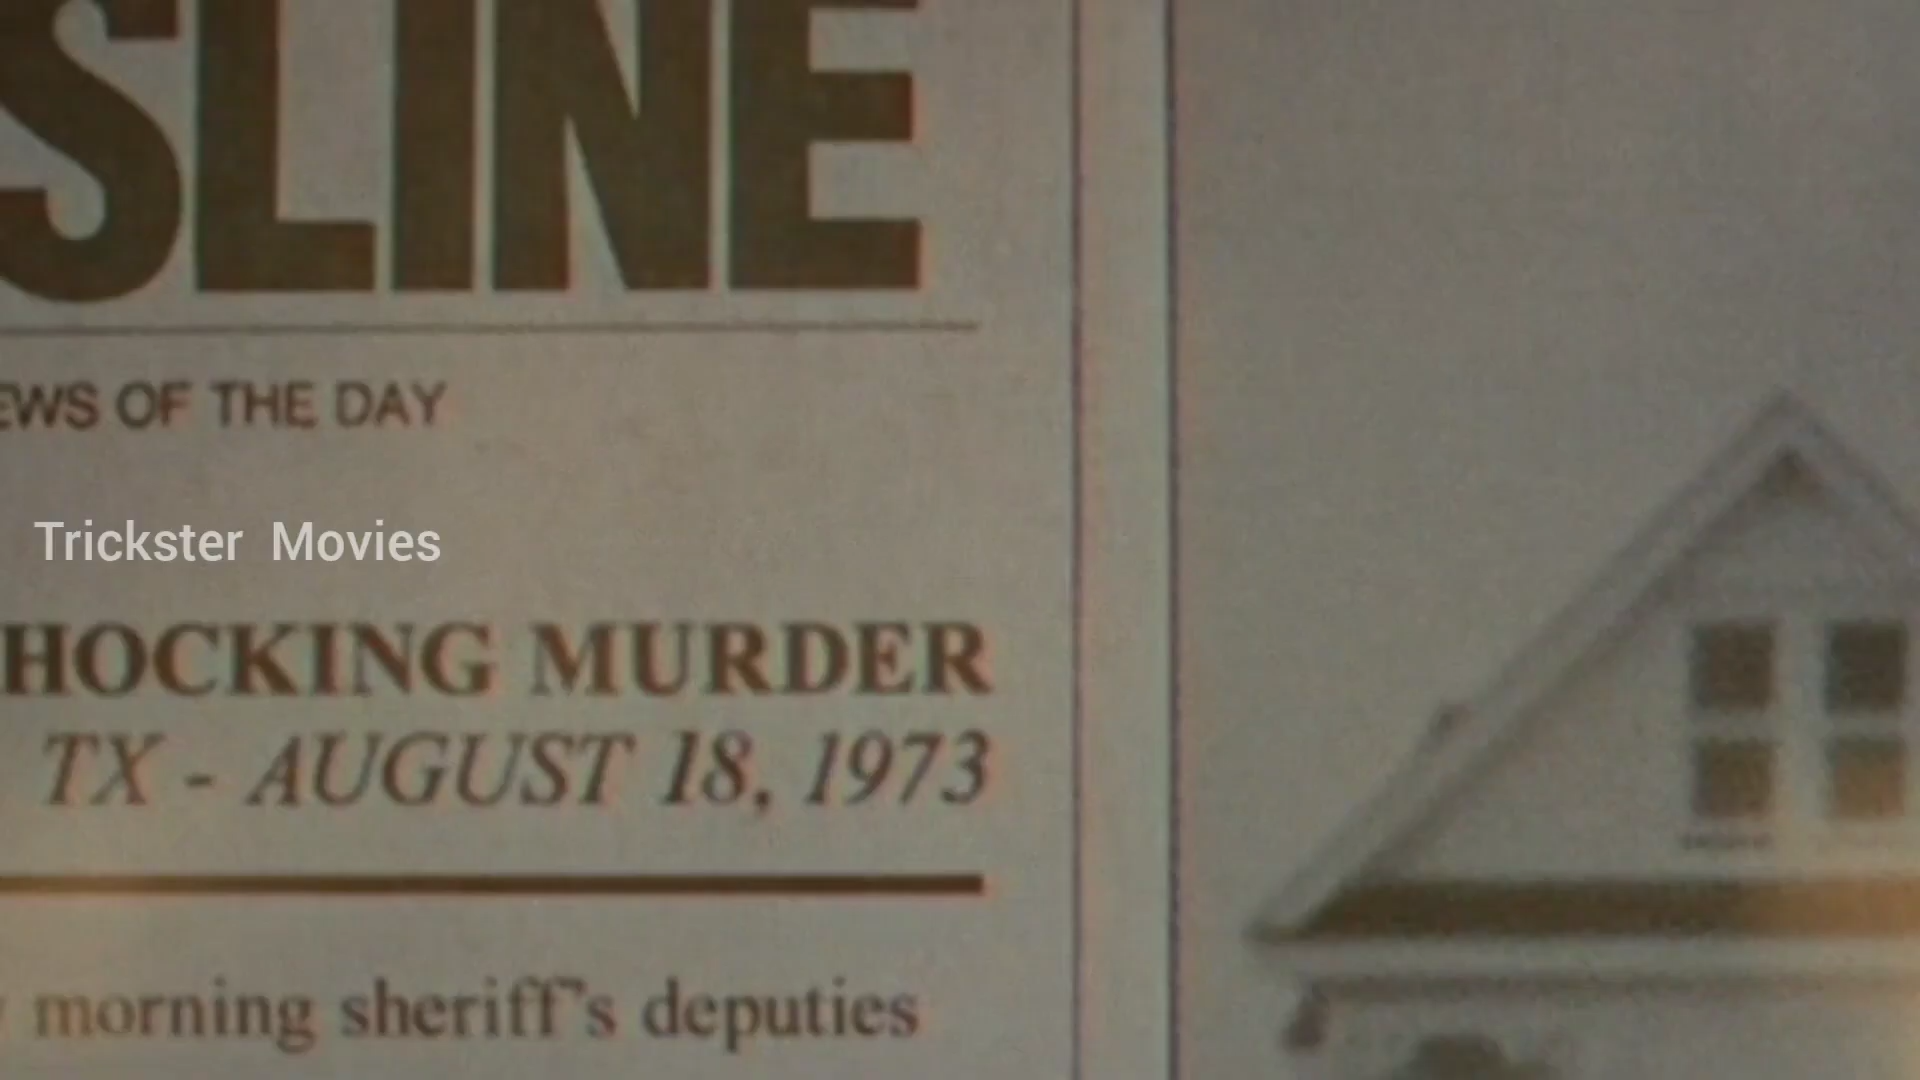 SLINE
EWS OF THE DAY
Trickster Movies
HOCKING MURDER
TX - AUGUST 18, 1973
morning sheriff's deputies